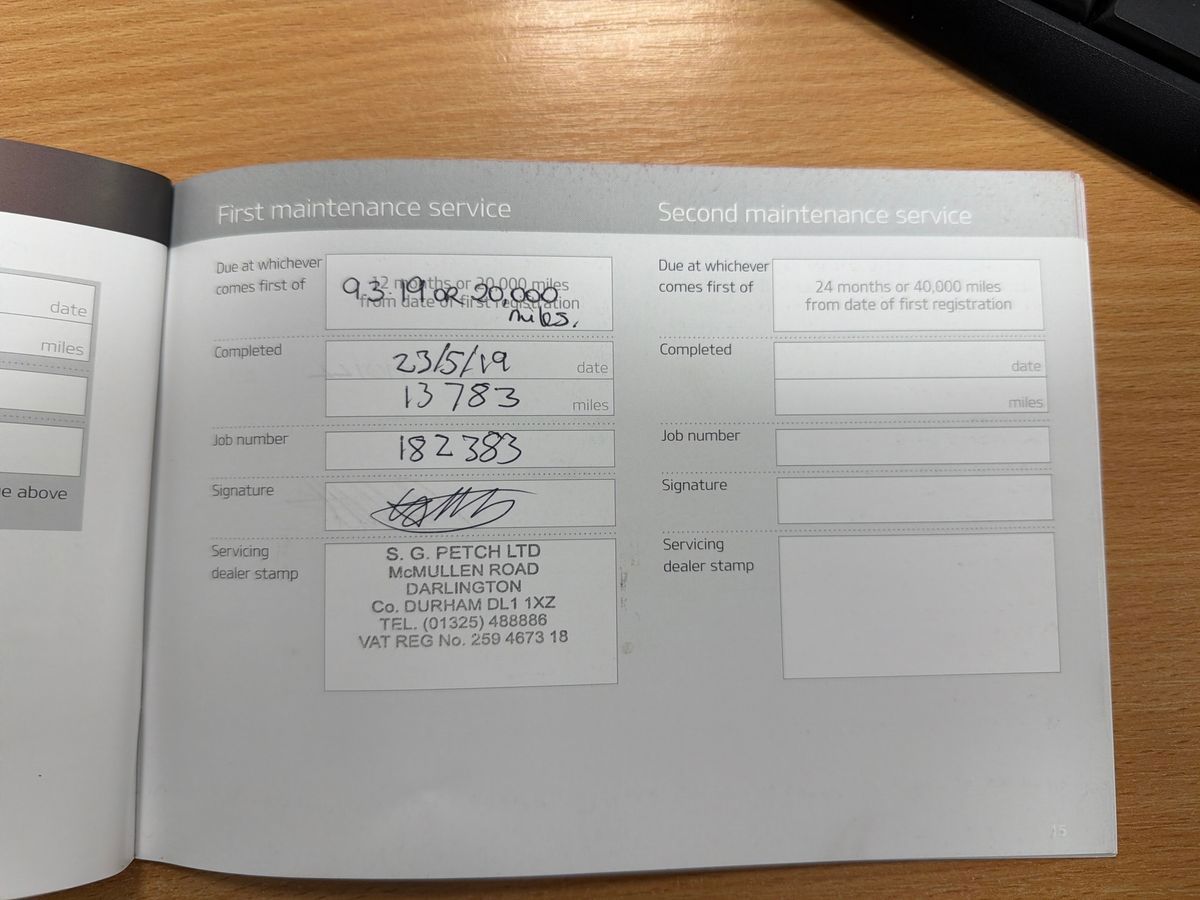 date
miles
e above
First maintenance service
Due at whichever
comes first of
12 months or 20,000 miles
from date of first registration
9 3 19 OR 20,000
miles.
Completed
23/5/19 date
13783 miles
Job number
182383
Signature
Servicing
dealer stamp
S. G. PETCH LTD
McMULLEN ROAD
DARLINGTON
Co. DURHAM DL1 1XZ
TEL. (01325) 488886
VAT REG No. 259 4673 18
Second maintenance service
Due at whichever
comes first of
24 months or 40,000 miles
from date of first registration
Completed
date
miles
Job number
Signature
Servicing
dealer stamp
15